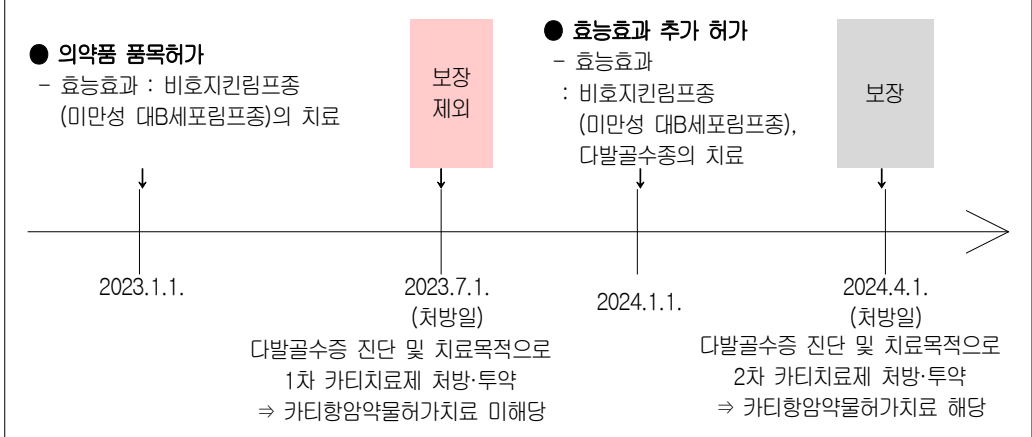 ● 의약품 품목허가
- 효능효과 : 비호지킨림프종
(미만성 대B세포림프종)의 치료
보장
제외
● 효능효과 추가 허가
- 효능효과
: 비호지킨림프종
(미만성 대B세포림프종),
다발골수종의 치료
보장
2023.1.1.
2023.7.1.
(처방일)
다발골수증 진단 및 치료목적으로
1차 카티치료제 처방·투약
⇒ 카티항암약물허가치료 미해당
2024.1.1.
2024.4.1.
(처방일)
다발골수증 진단 및 치료목적으로
2차 카티치료제 처방·투약
⇒ 카티항암약물허가치료 해당